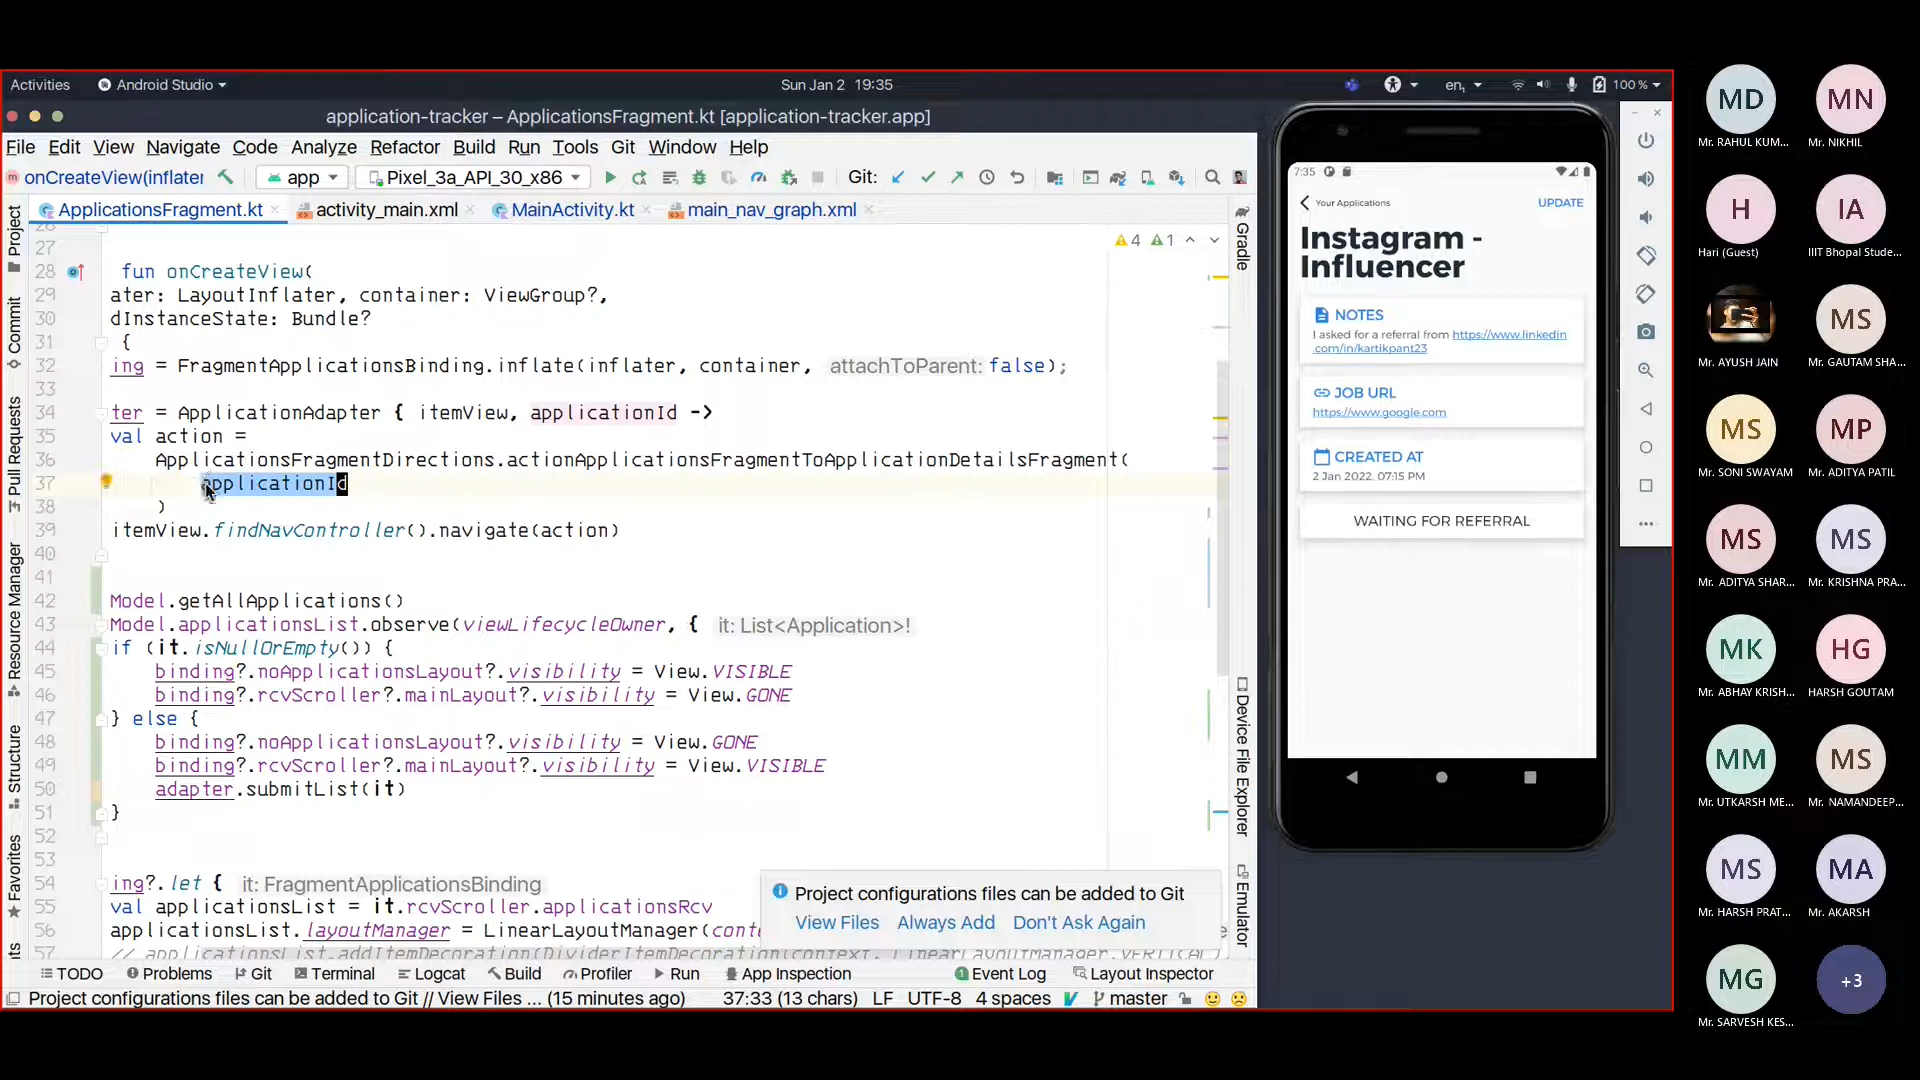 Activities
Android Studio
Sun Jan 2 19:35
en1
100 %
application-tracker – ApplicationsFragment.kt [application-tracker.app]
File Edit View Navigate Code Analyze Refactor Build Run Tools Git Window Help
onCreateView(inflater
app
Pixel_3a_API_30_x86
Git:
ApplicationsFragment.kt
activity_main.xml
MainActivity.kt
main_nav_graph.xml
4 1
27
28 fun onCreateView(
29 ater: LayoutInflater, container: ViewGroup?,
30 dInstanceState: Bundle?
31 {
32 ing = FragmentApplicationsBinding.inflate(inflater, container, attachToParent: false);
33
34 ter = ApplicationAdapter { itemView, applicationId ->
35 val action =
36 ApplicationsFragmentDirections.actionApplicationsFragmentToApplicationDetailsFragment(
37 applicationId
38 )
39 itemView.findNavController().navigate(action)
40
41
42 Model.getAllApplications()
43 Model.applicationsList.observe(viewLifecycleOwner, { it: List<Application>!
44 if (it.isNullOrEmpty()) {
45 binding?.noApplicationsLayout?.visibility = View.VISIBLE
46 binding?.rcvScroller?.mainLayout?.visibility = View.GONE
47 } else {
48 binding?.noApplicationsLayout?.visibility = View.GONE
49 binding?.rcvScroller?.mainLayout?.visibility = View.VISIBLE
50 adapter.submitList(it)
51 }
52
53
54 ing?.let { it: FragmentApplicationsBinding
55 val applicationsList = it.rcvScroller.applicationsRcv
56 applicationsList.layoutManager = LinearLayoutManager(conte
// applicationsList.addItemDecoration(DividerItemDecoration(context, LinearLayoutManager.VERTICAL)
Project configurations files can be added to Git
View Files Always Add Don't Ask Again
Project
Commit
Pull Requests
Resource Manager
Structure
Favorites
Gradle
Device File Explorer
Emulator
TODO Problems Git Terminal Logcat Build Profiler Run App Inspection Event Log Layout Inspector
Project configurations files can be added to Git // View Files ... (15 minutes ago)
37:33 (13 chars) LF UTF-8 4 spaces master
7:35
Your Applications
UPDATE
Instagram -
Influencer
NOTES
I asked for a referral from https://www.linkedin
.com/in/kartikpant23
JOB URL
https://www.google.com
CREATED AT
2 Jan 2022, 07:15 PM
WAITING FOR REFERRAL
MD
Mr. RAHUL KUM...
MN
Mr. NIKHIL
H
Hari (Guest)
IA
IIIT Bhopal Stude...
Mr. AYUSH JAIN
MS
Mr. GAUTAM SHA...
MS
Mr. SONI SWAYAM
MP
Mr. ADITYA PATIL
MS
Mr. ADITYA SHAR...
MS
Mr. KRISHNA PRA...
MK
Mr. ABHAY KRISH...
HG
HARSH GOUTAM
MM
Mr. UTKARSH ME...
MS
Mr. NAMANDEEP...
MS
Mr. HARSH PRAT...
MA
Mr. AKARSH
MG
Mr. SARVESH KES...
+3